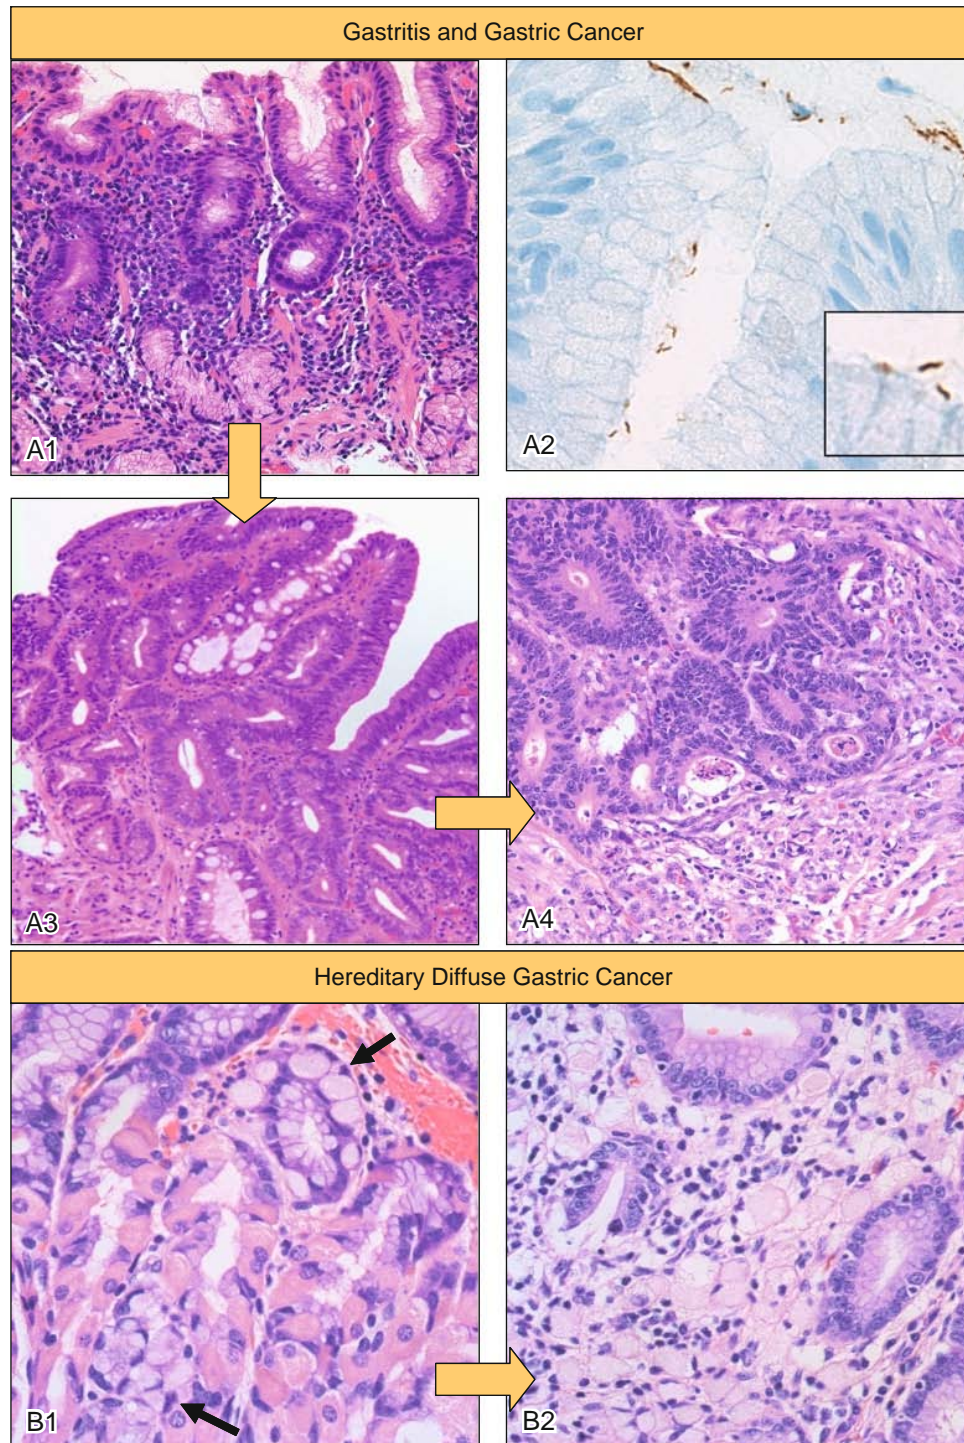 Gastritis and Gastric Cancer
A1
A2
A3
A4
Hereditary Diffuse Gastric Cancer
B1
B2